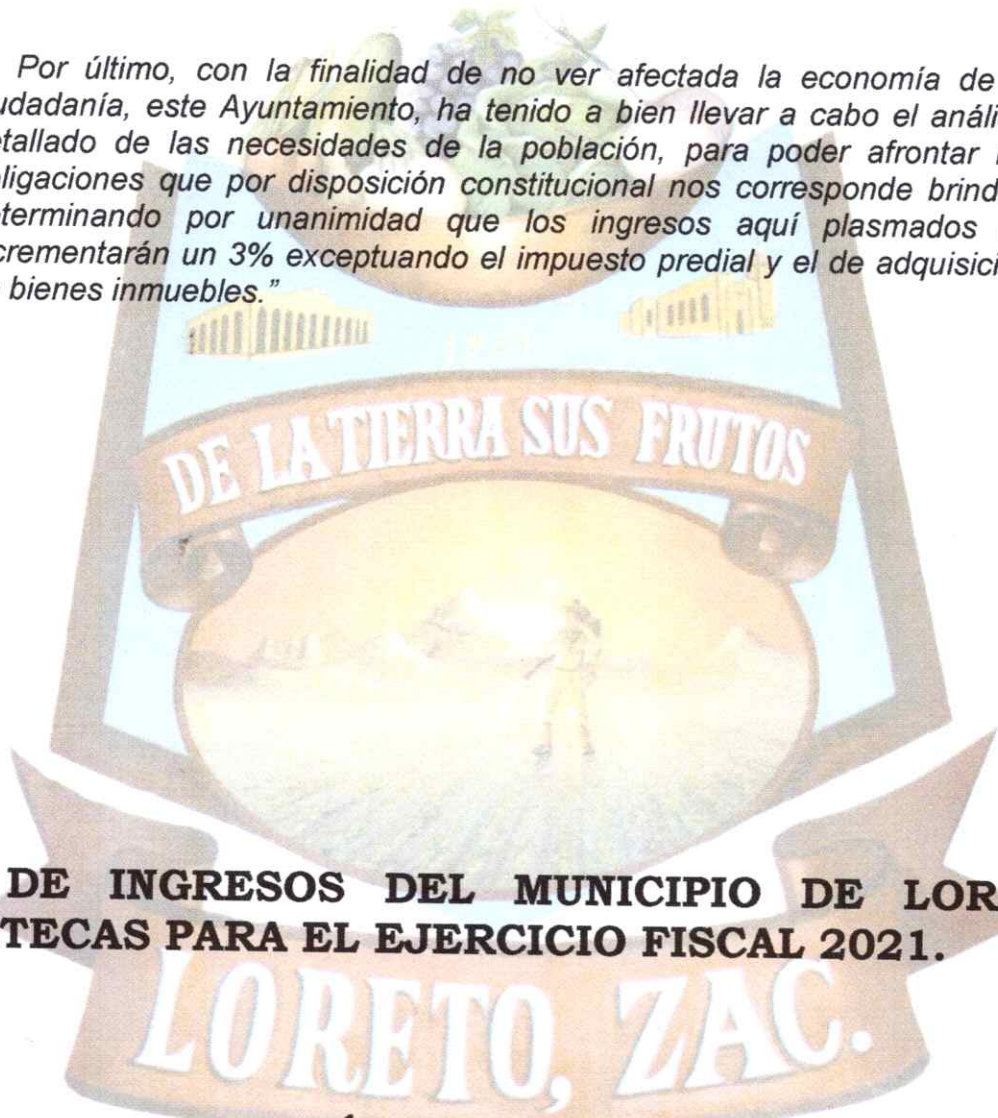 Por último, con la finalidad de no ver afectada la economía de
udadanía, este Ayuntamiento, ha tenido a bien llevar a cabo el anál
etallado de las necesidades de la población, para poder afrontar
bligaciones que por disposición constitucional nos corresponde brind
eterminando por unanimidad que los ingresos aquí plasmados
crementarán un 3% exceptuando el impuesto predial y el de adquisici
bienes inmuebles."
DE LA TIERRA SUS FRUTOS
DE INGRESOS DEL MUNICIPIO DE LOR
TECAS PARA EL EJERCICIO FISCAL 2021.
LORETO, ZAC.